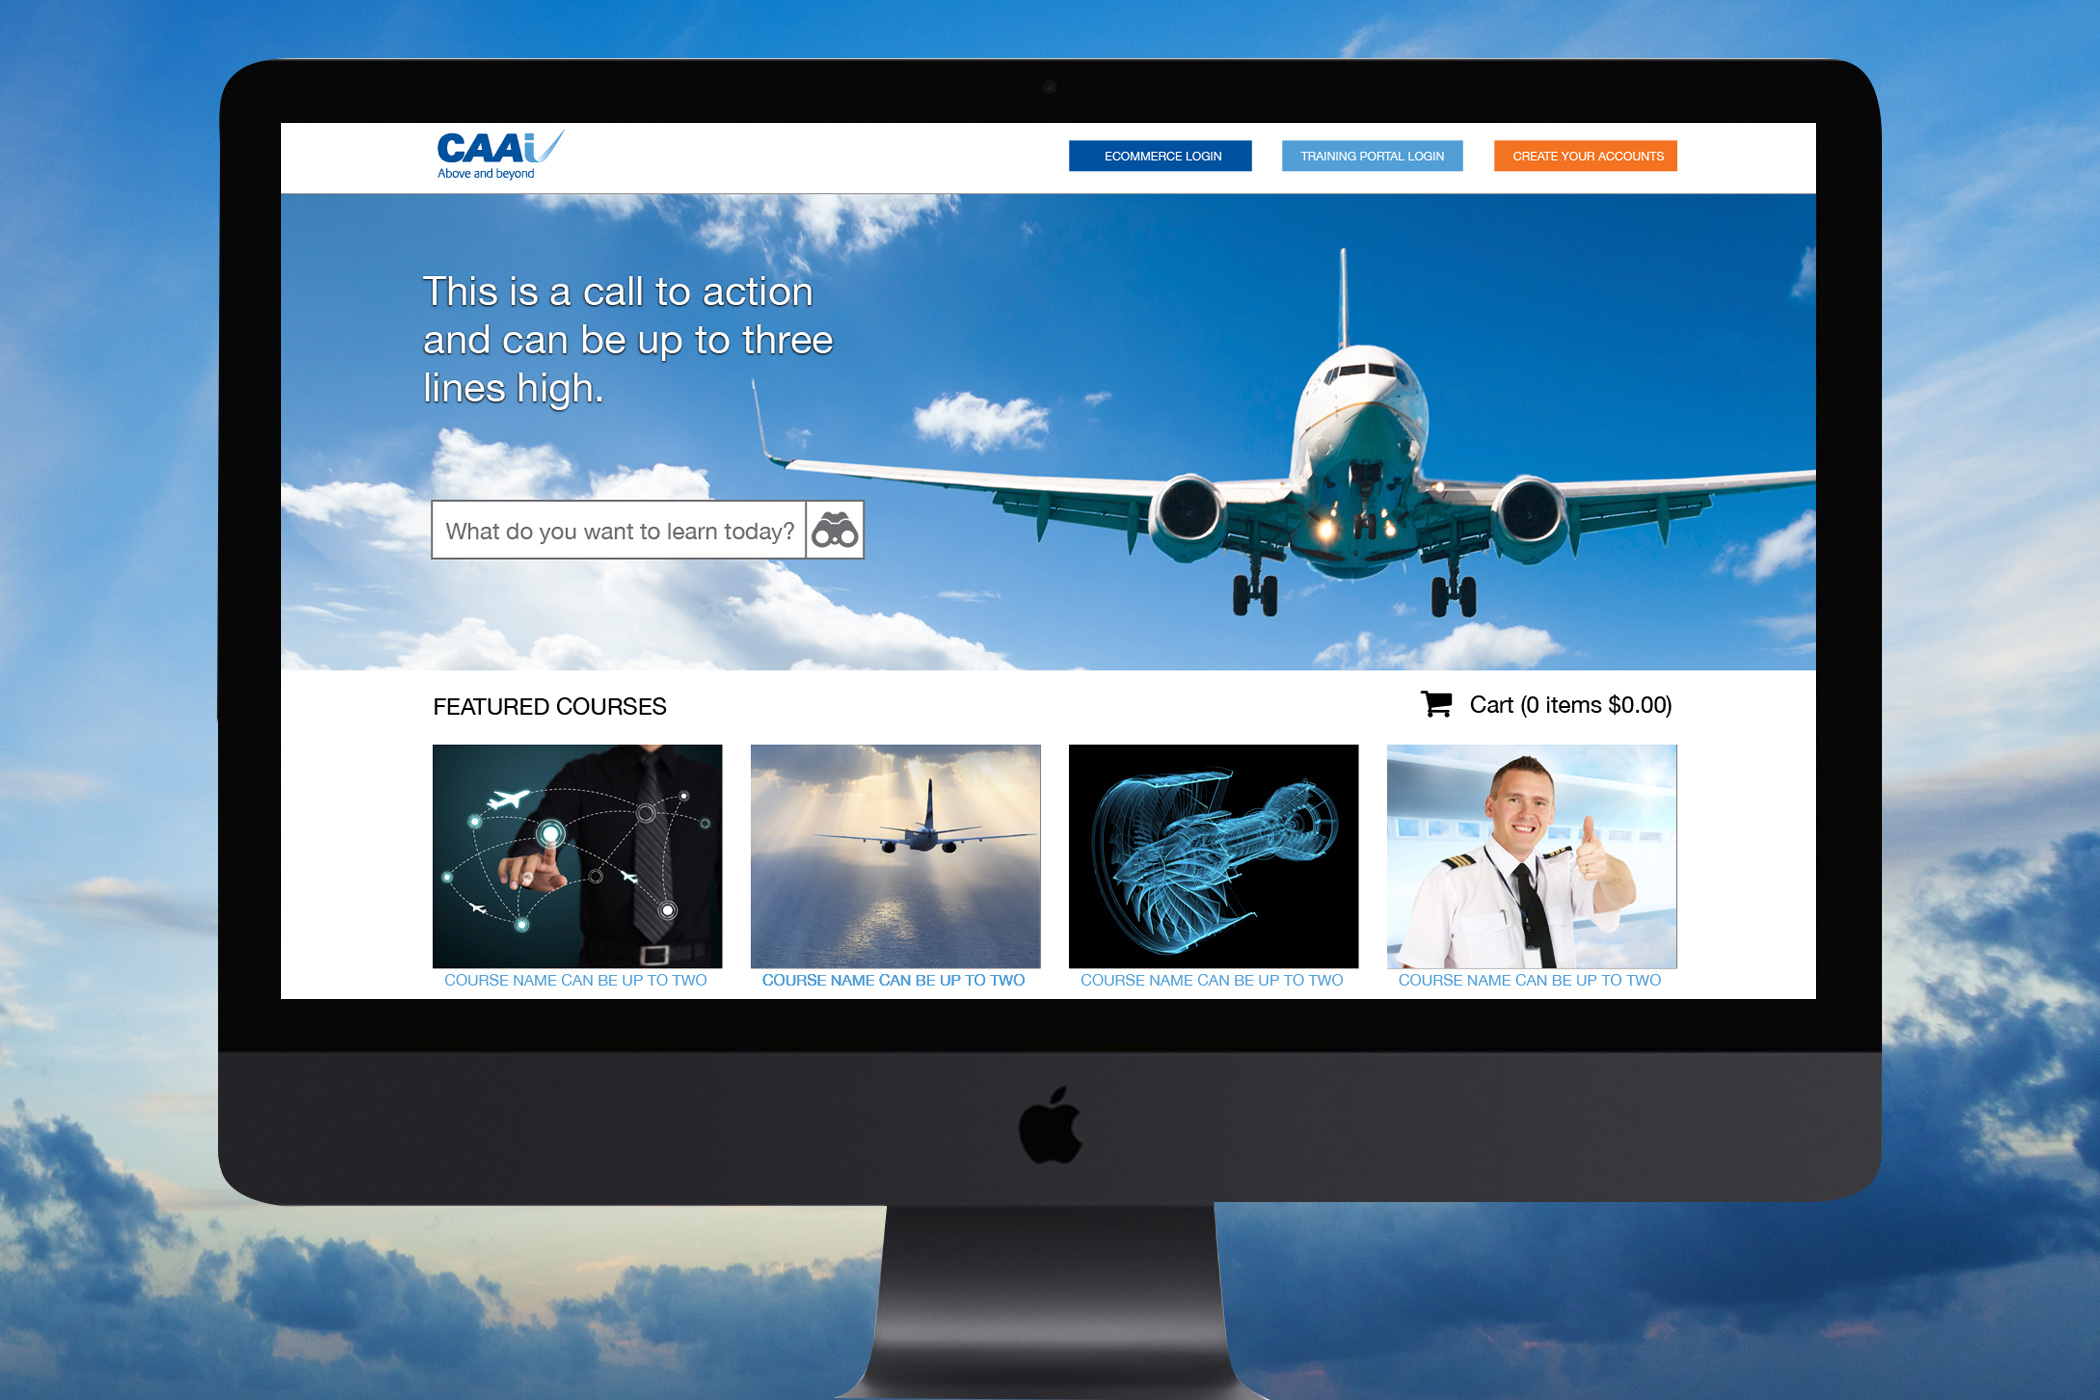 CAAi
Above and beyond
ECOMMERCE LOGIN
TRAINING PORTAL LOGIN
CREATE YOUR ACCOUNTS
This is a call to action
and can be up to three
lines high.
What do you want to learn today?
FEATURED COURSES
Cart (0 items $0.00)
COURSE NAME CAN BE UP TO TWO
COURSE NAME CAN BE UP TO TWO
COURSE NAME CAN BE UP TO TWO
COURSE NAME CAN BE UP TO TWO